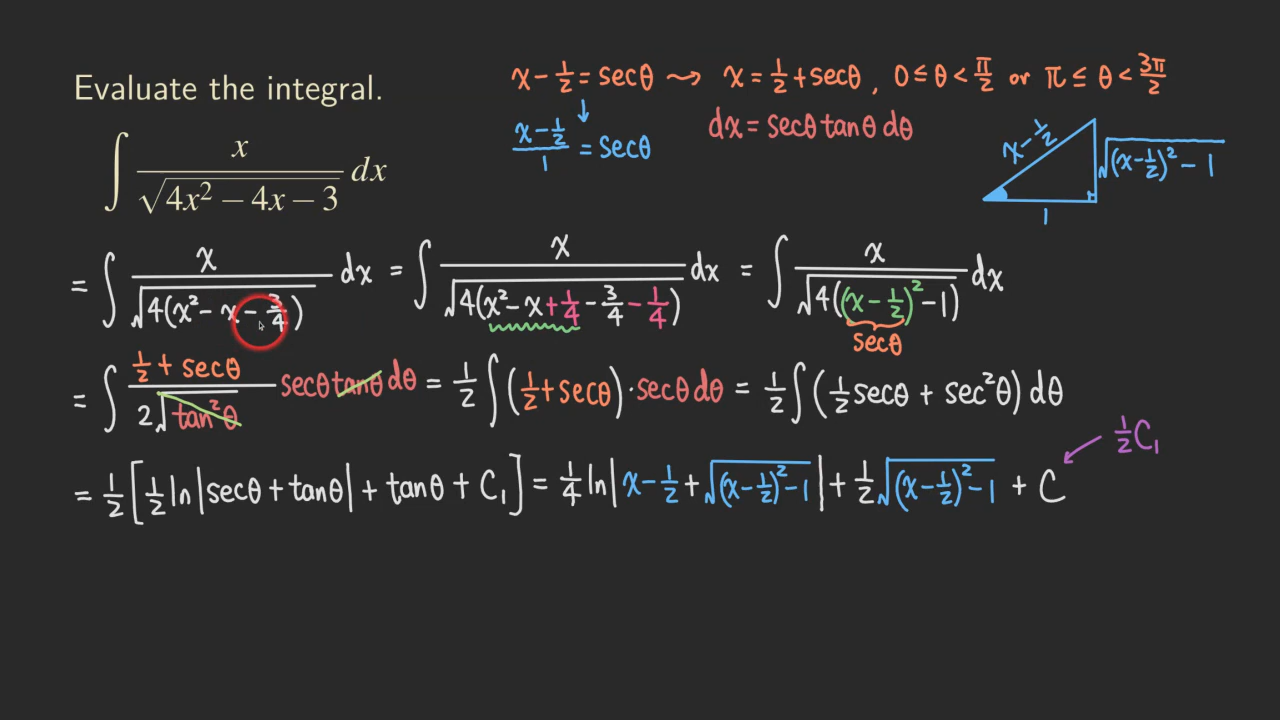 Evaluate the integral.
∫ x/√(4x² − 4x − 3) dx
x − 1/2 = secθ ⇝ x = 1/2 + secθ , 0 ≤ θ < π/2 or π ≤ θ < 3π/2
↓
(x − 1/2)/1 = secθ
dx = secθ tanθ dθ
x − 1/2
√((x − 1/2)² − 1)
1
= ∫ x/√(4(x² − x − 3/4)) dx = ∫ x/√(4(x² − x + 1/4 − 3/4 − 1/4)) dx = ∫ x/√(4((x − 1/2)² − 1)) dx
secθ
= ∫ (1/2 + secθ)/(2√(tan²θ)) secθ tanθ dθ = 1/2 ∫ (1/2 + secθ) · secθ dθ = 1/2 ∫ (1/2 secθ + sec²θ) dθ
1/2 C₁
= 1/2 [1/2 ln|secθ + tanθ| + tanθ + C₁] = 1/4 ln|x − 1/2 + √((x − 1/2)² − 1)| + 1/2 √((x − 1/2)² − 1) + C